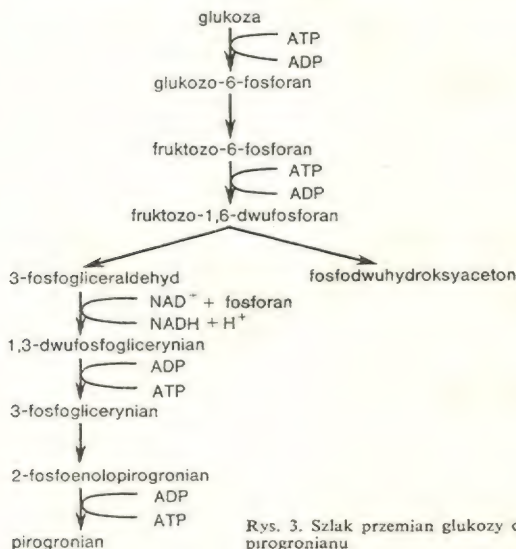 glukoza
ATP
ADP
glukozo-6-fosforan
fruktozo-6-fosforan
ATP
ADP
fruktozo-1,6-dwufosforan
3-fosfogliceraldehyd
fosfodwuhydroksyaceton
NAD⁺ + fosforan
NADH + H⁺
1,3-dwufosfoglicerynian
ADP
ATP
3-fosfoglicerynian
2-fosfoenolopirogronian
ADP
ATP
pirogronian
Rys. 3. Szlak przemian glukozy
pirogronianu